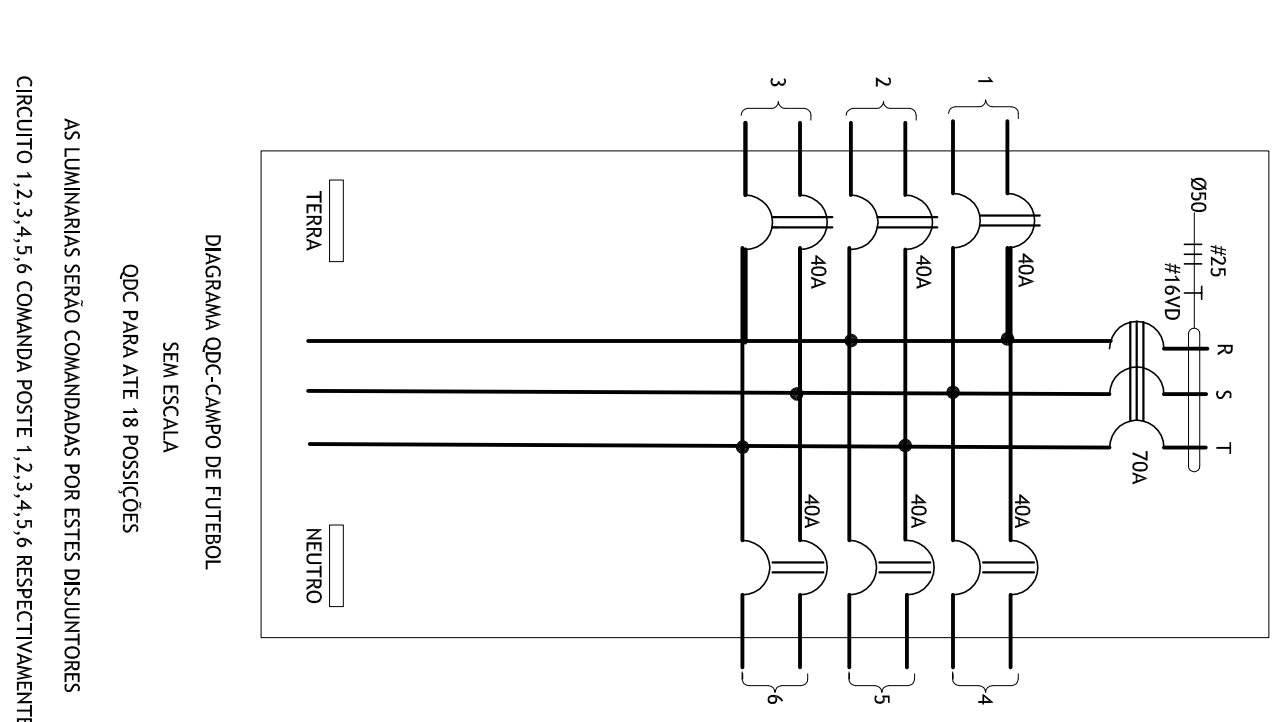 R S T
#25
Ø50 T
#16VD
70A
40A 40A
1 4
40A 40A
2 5
40A 40A
3 6
TERRA NEUTRO
DIAGRAMA QDC-CAMPO DE FUTEBOL
SEM ESCALA
QDC PARA ATE 18 POSSIÇÕES
AS LUMINARIAS SERÃO COMANDADAS POR ESTES DISJUNTORES
CIRCUITO 1,2,3,4,5,6 COMANDA POSTE 1,2,3,4,5,6 RESPECTIVAMENTE